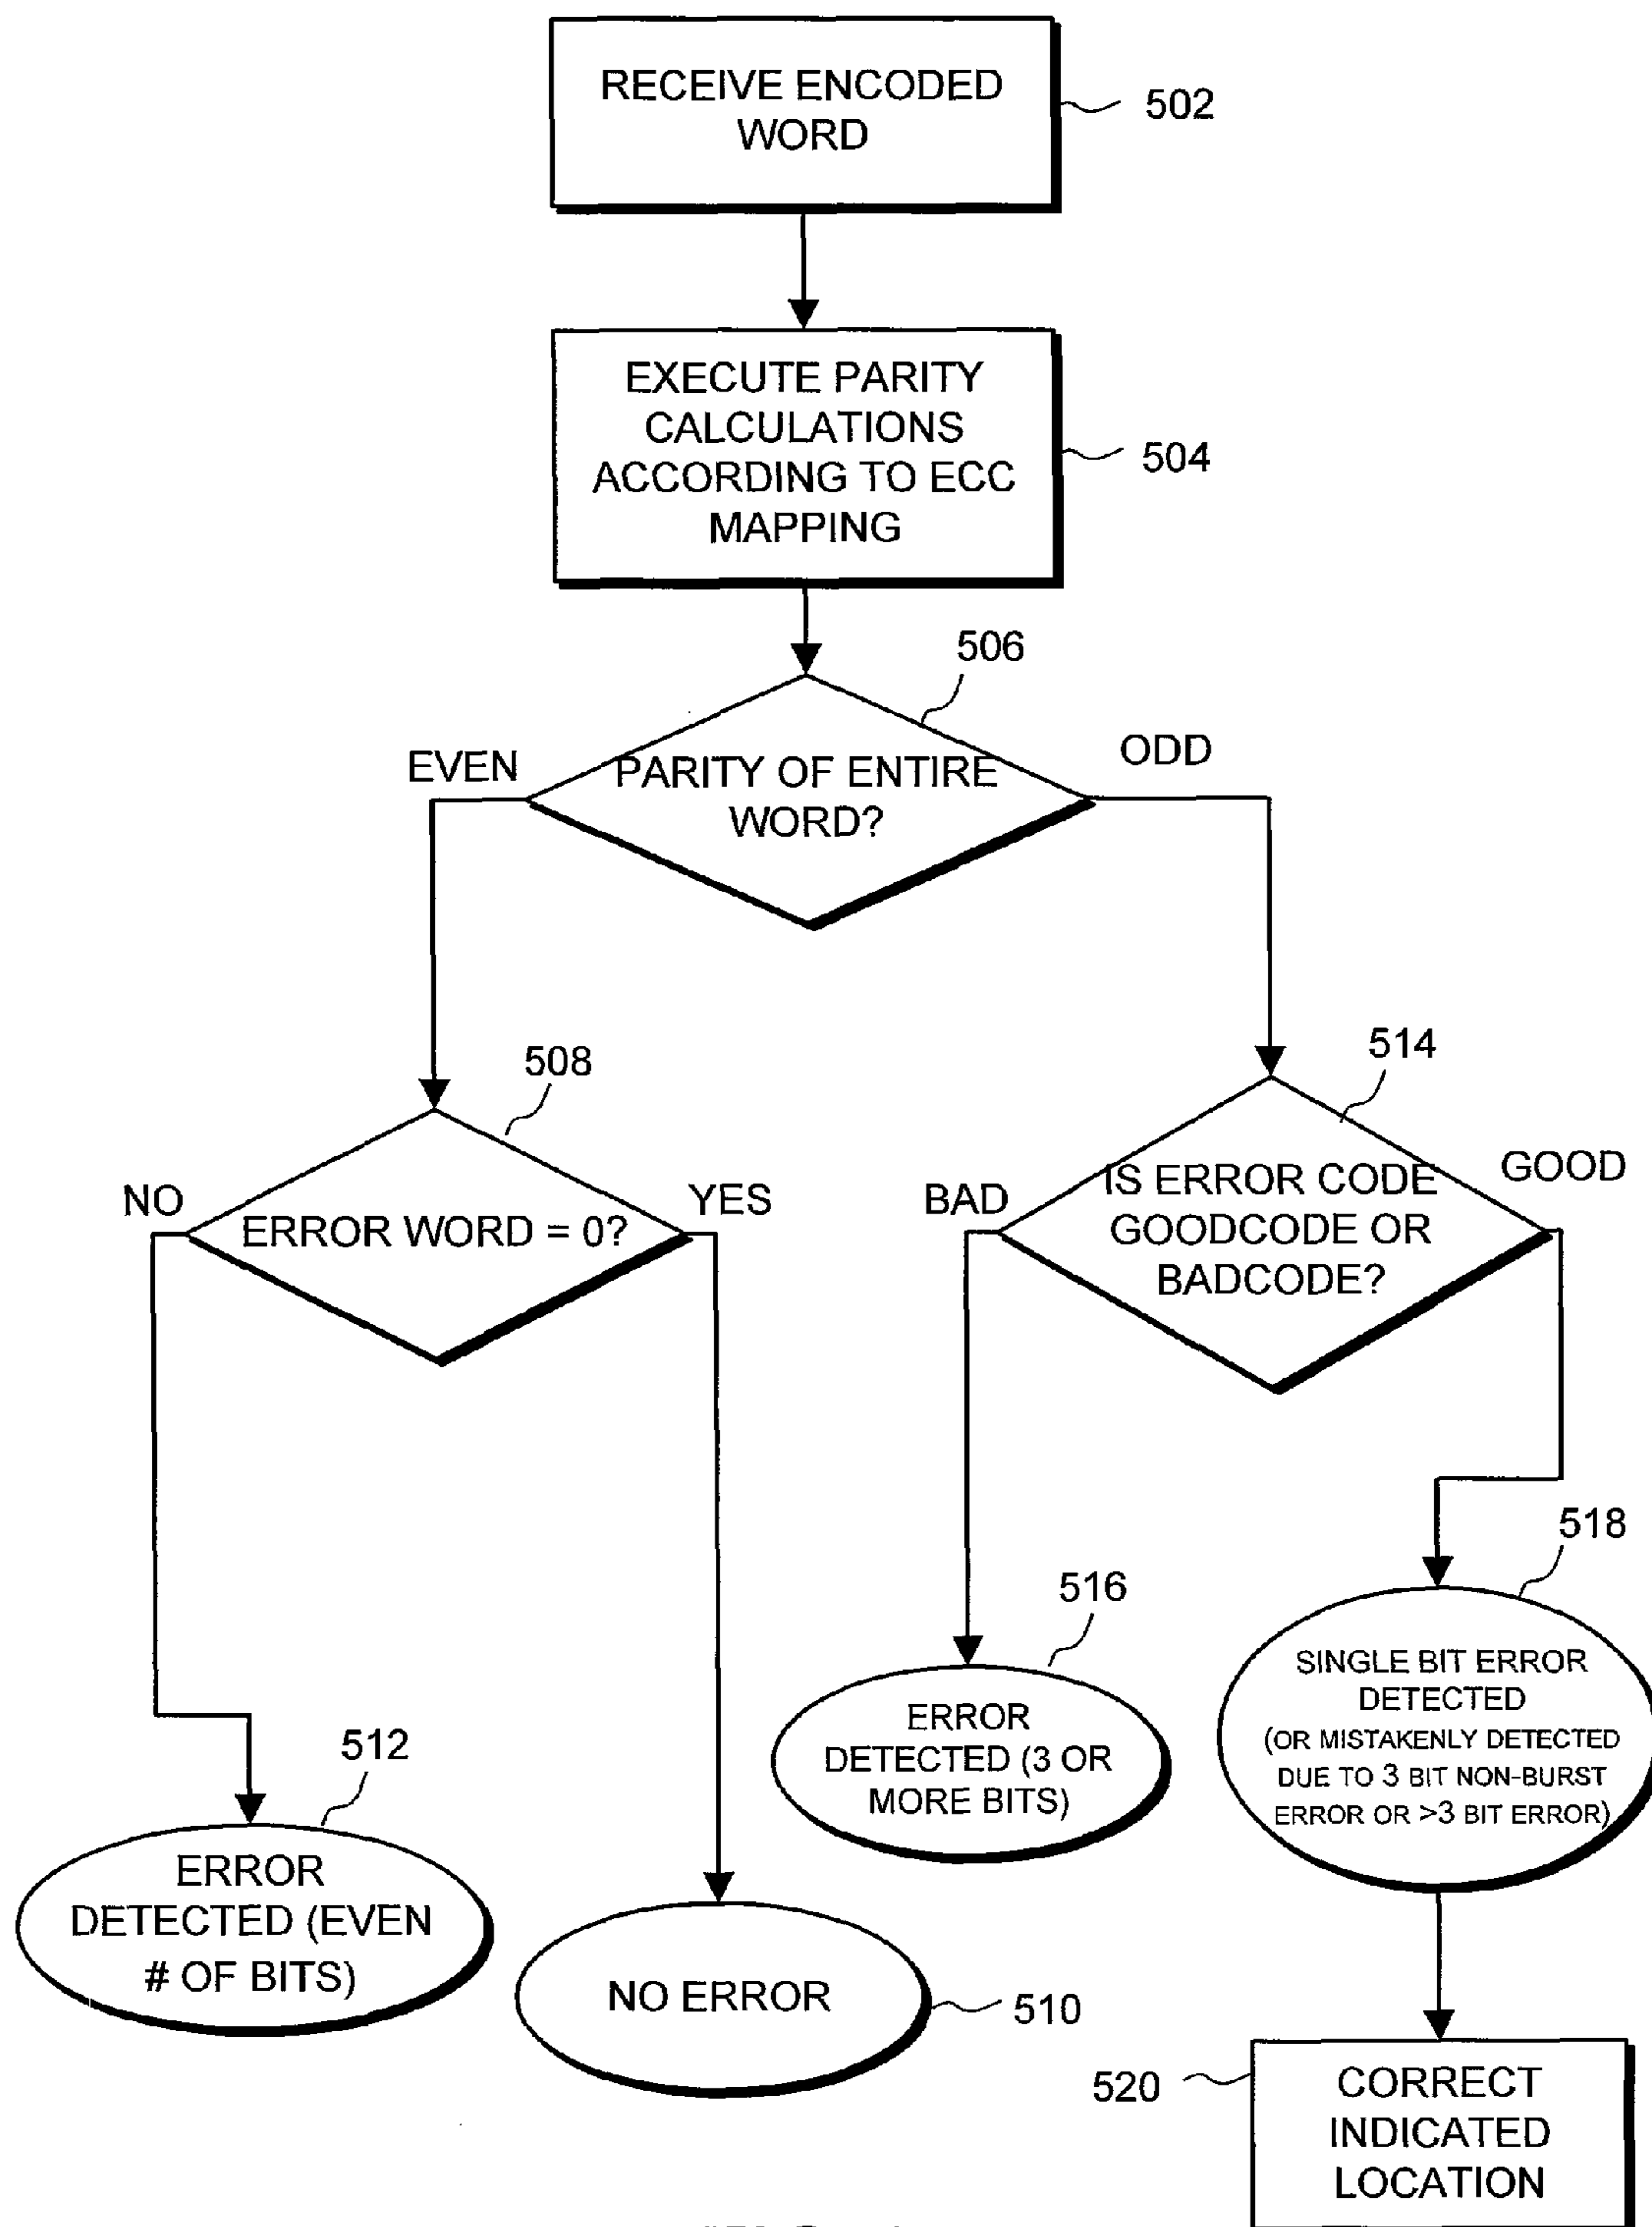 RECEIVE ENCODED
WORD
502
EXECUTE PARITY
CALCULATIONS
ACCORDING TO ECC
MAPPING
504
506
EVEN
PARITY OF ENTIRE
WORD?
ODD
508
NO
ERROR WORD = 0?
YES
514
BAD
IS ERROR CODE
GOODCODE OR
BADCODE?
GOOD
512
ERROR
DETECTED (EVEN
# OF BITS)
NO ERROR
510
516
ERROR
DETECTED (3 OR
MORE BITS)
518
SINGLE BIT ERROR
DETECTED
(OR MISTAKENLY DETECTED
DUE TO 3 BIT NON-BURST
ERROR OR >3 BIT ERROR)
520
CORRECT
INDICATED
LOCATION